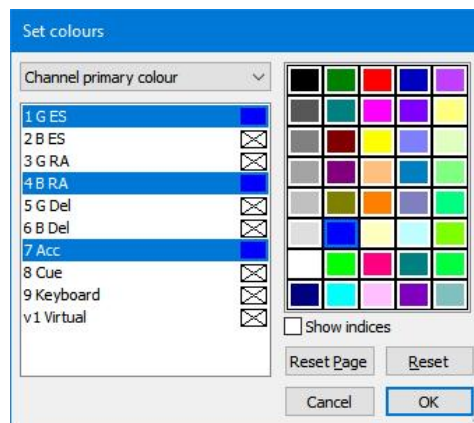 Set colours
Channel primary colour
1 G ES
2 B ES
3 G RA
4 B RA
5 G Del
6 B Del
7 Acc
8 Cue
9 Keyboard
v1 Virtual
Show indices
Reset Page
Reset
Cancel
OK